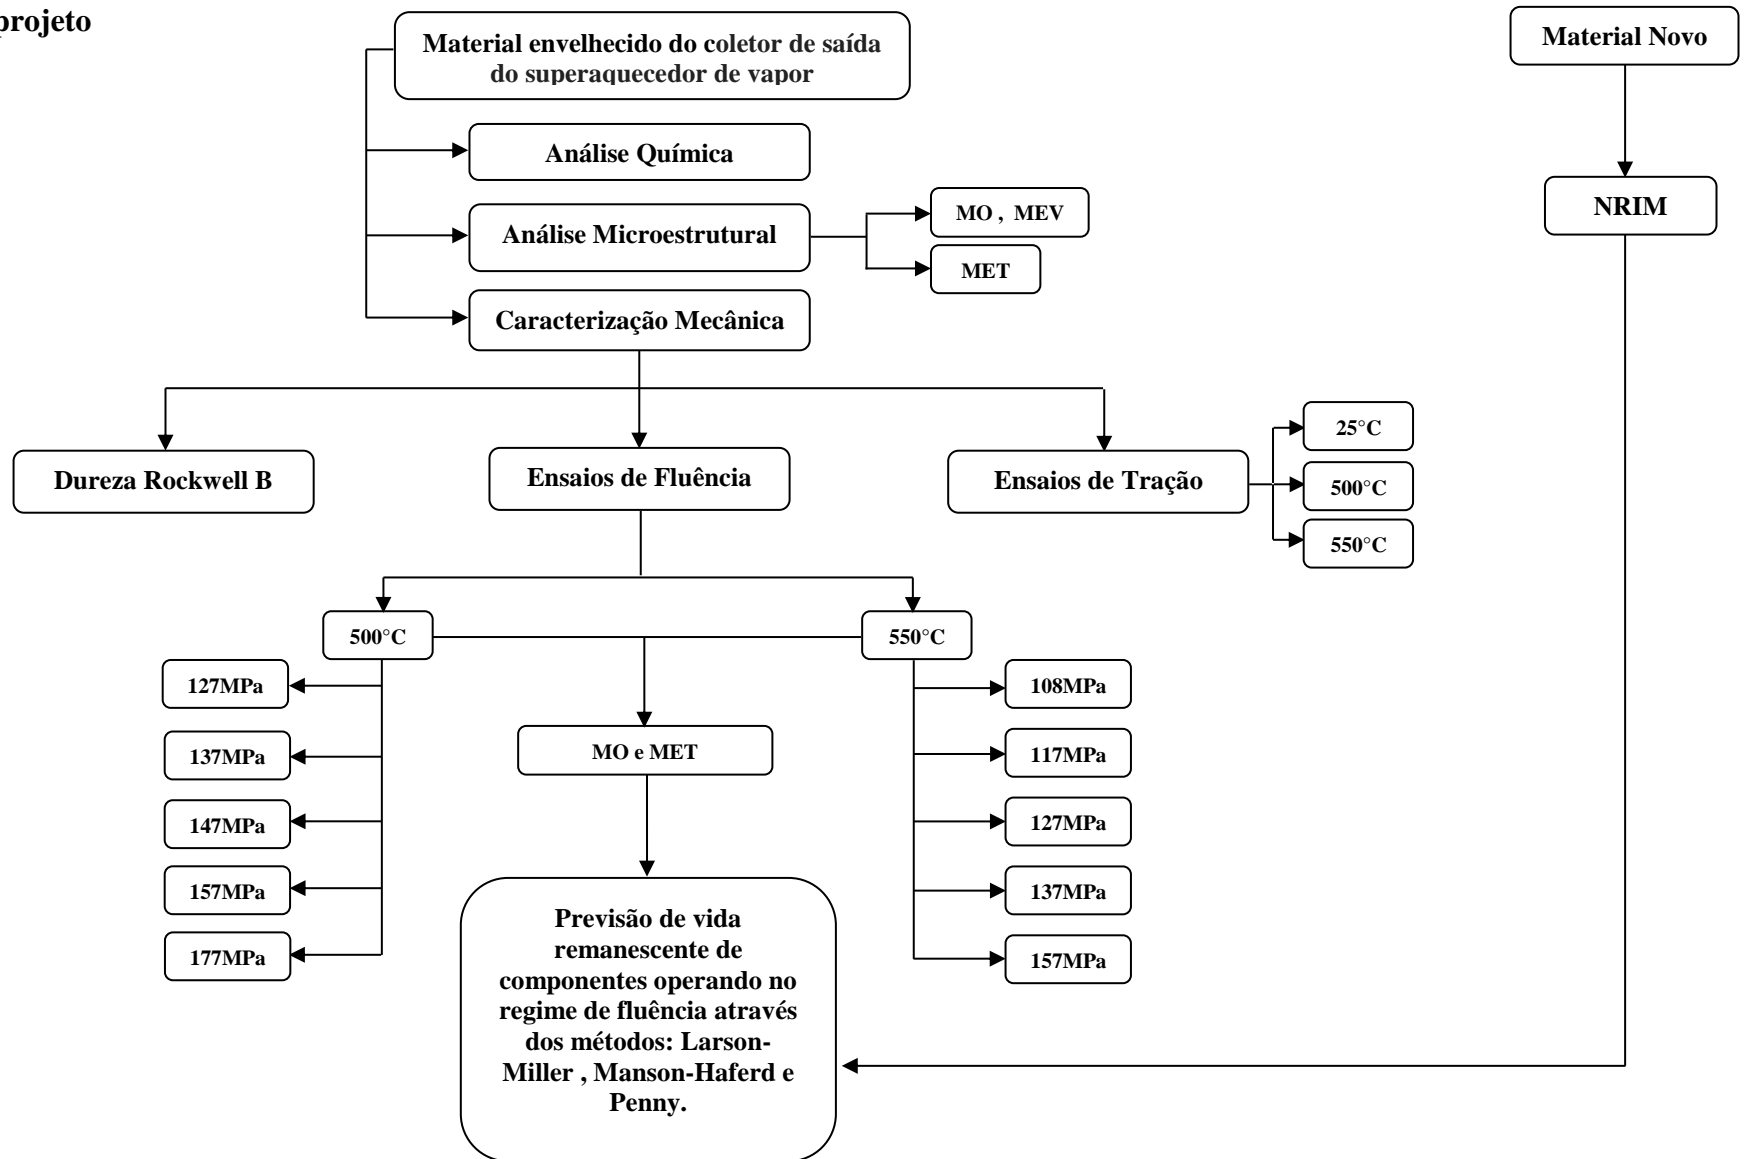 projeto
Material envelhecido do coletor de saída
do superaquecedor de vapor
Material Novo
Análise Química
NRIM
Análise Microestrutural
MO , MEV
MET
Caracterização Mecânica
Dureza Rockwell B
Ensaios de Fluência
Ensaios de Tração
25°C
500°C
550°C
500°C
550°C
127MPa
137MPa
147MPa
157MPa
177MPa
MO e MET
108MPa
117MPa
127MPa
137MPa
157MPa
Previsão de vida
remanescente de
componentes operando no
regime de fluência através
dos métodos: Larson-
Miller , Manson-Haferd e
Penny.